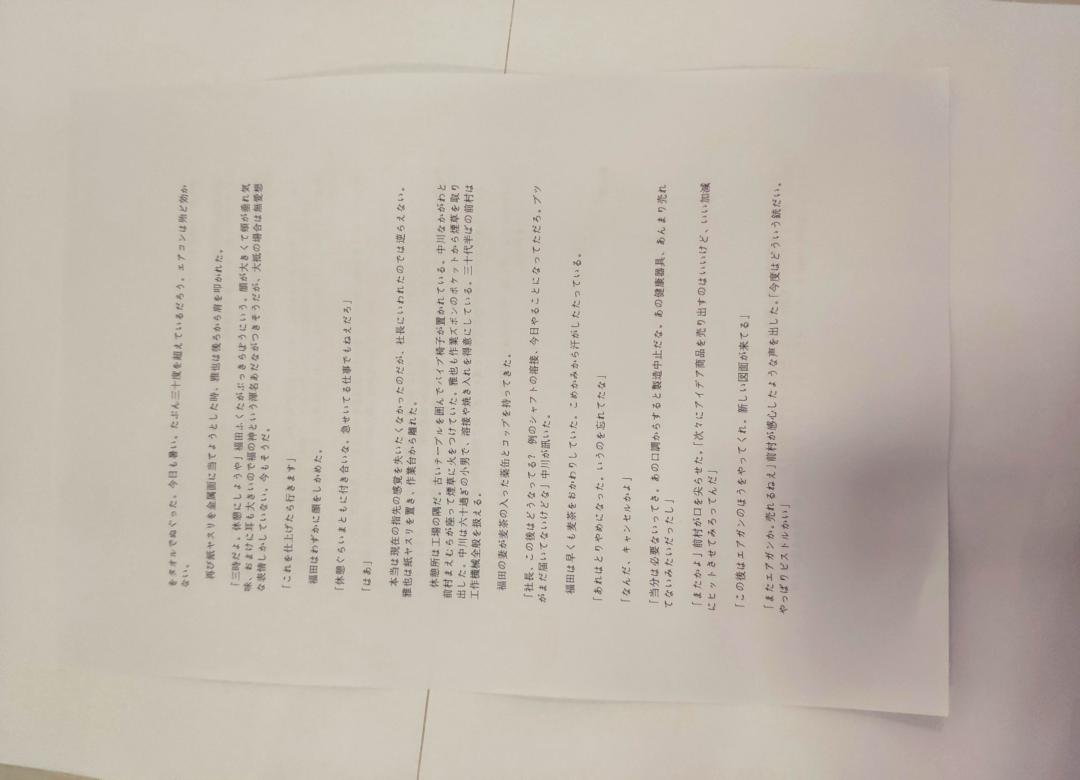 をタオルでぬぐった。今日も暑い。たぶん三十度を超えているだろう。エアコンは殆ど効か
ない。
再び紙ヤスリを金属面に当てようとした時、雅也は後ろから肩を叩かれた。
「三時だよ。休憩にしようや」福田ふくたがぶっきらぼうにいう。顔が大きくて頬が垂れ気
味、おまけに耳も大きいので福の神という渾名あだながつきそうだが、大抵の場合は無愛想
な表情しかしていない。今もそうだ。
「これを仕上げたら行きます」
福田はわずかに顔をしかめた。
「休憩ぐらいまともに付き合いな。急せいてる仕事でもねえだろ」
「はあ」
本当は現在の指先の感覚を失いたくなかったのだが、社長にいわれたのでは逆らえない。
雅也は紙ヤスリを置き、作業台から離れた。
休憩所は工場の隅だ。古いテーブルを囲んでパイプ椅子が置かれている。中川なかがわと
前村まえむらが座って煙草に火をつけていた。雅也も作業ズボンのポケットから煙草を取り
出した。中川は六十過ぎの小男で、溶接や焼き入れを得意にしている。三十代半ばの前村は
工作機械全般を扱える。
福田の妻が麦茶の入った薬缶とコップを持ってきた。
「社長、この後はどうなってる? 例のシャフトの溶接、今日やることになってただろ。ブツ
がまだ届いてないけどな」中川が訊いた。
福田は早くも麦茶をおかわりしていた。こめかみから汗がしたたっている。
「あれはとりやめになった。いうのを忘れてたな」
「なんだ、キャンセルかよ」
「当分は必要ないってさ。あの口調からすると製造中止だな。あの健康器具、あんまり売れ
てないみたいだったし」
「またかよ」前村が口を尖らせた。「次々にアイデア商品を売り出すのはいいけど、いい加減
にヒットさせてみろってんだ」
「この後はエアガンのほうをやってくれ。新しい図面が来てる」
「またエアガンか。売れるねえ」前村が感心したような声を出した。「今度はどういう銃だい。
やっぱりピストルかい」